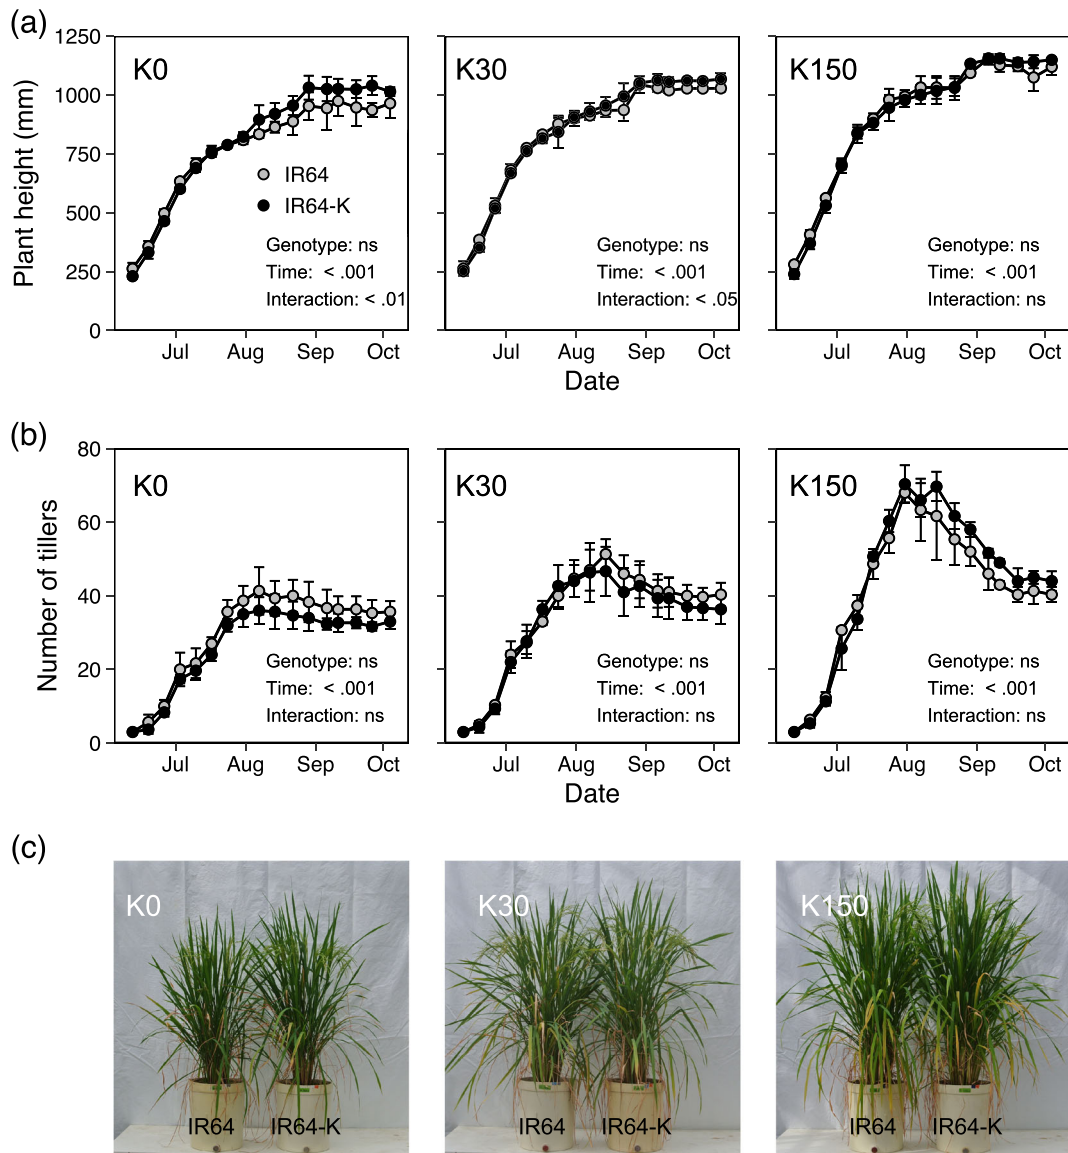 (a)
Plant height (mm)
1250
1000
750
500
250
0
K0
IR64
IR64-K
Genotype: ns
Time: < .001
Interaction: < .01
Jul Aug Sep Oct
K30
Genotype: ns
Time: < .001
Interaction: < .05
Jul Aug Sep Oct
K150
Genotype: ns
Time: < .001
Interaction: ns
Jul Aug Sep Oct
Date
(b)
Number of tillers
80
60
40
20
0
K0
Genotype: ns
Time: < .001
Interaction: ns
Jul Aug Sep Oct
K30
Genotype: ns
Time: < .001
Interaction: ns
Jul Aug Sep Oct
K150
Genotype: ns
Time: < .001
Interaction: ns
Jul Aug Sep Oct
Date
(c)
K0
IR64 IR64-K
K30
IR64 IR64-K
K150
IR64 IR64-K